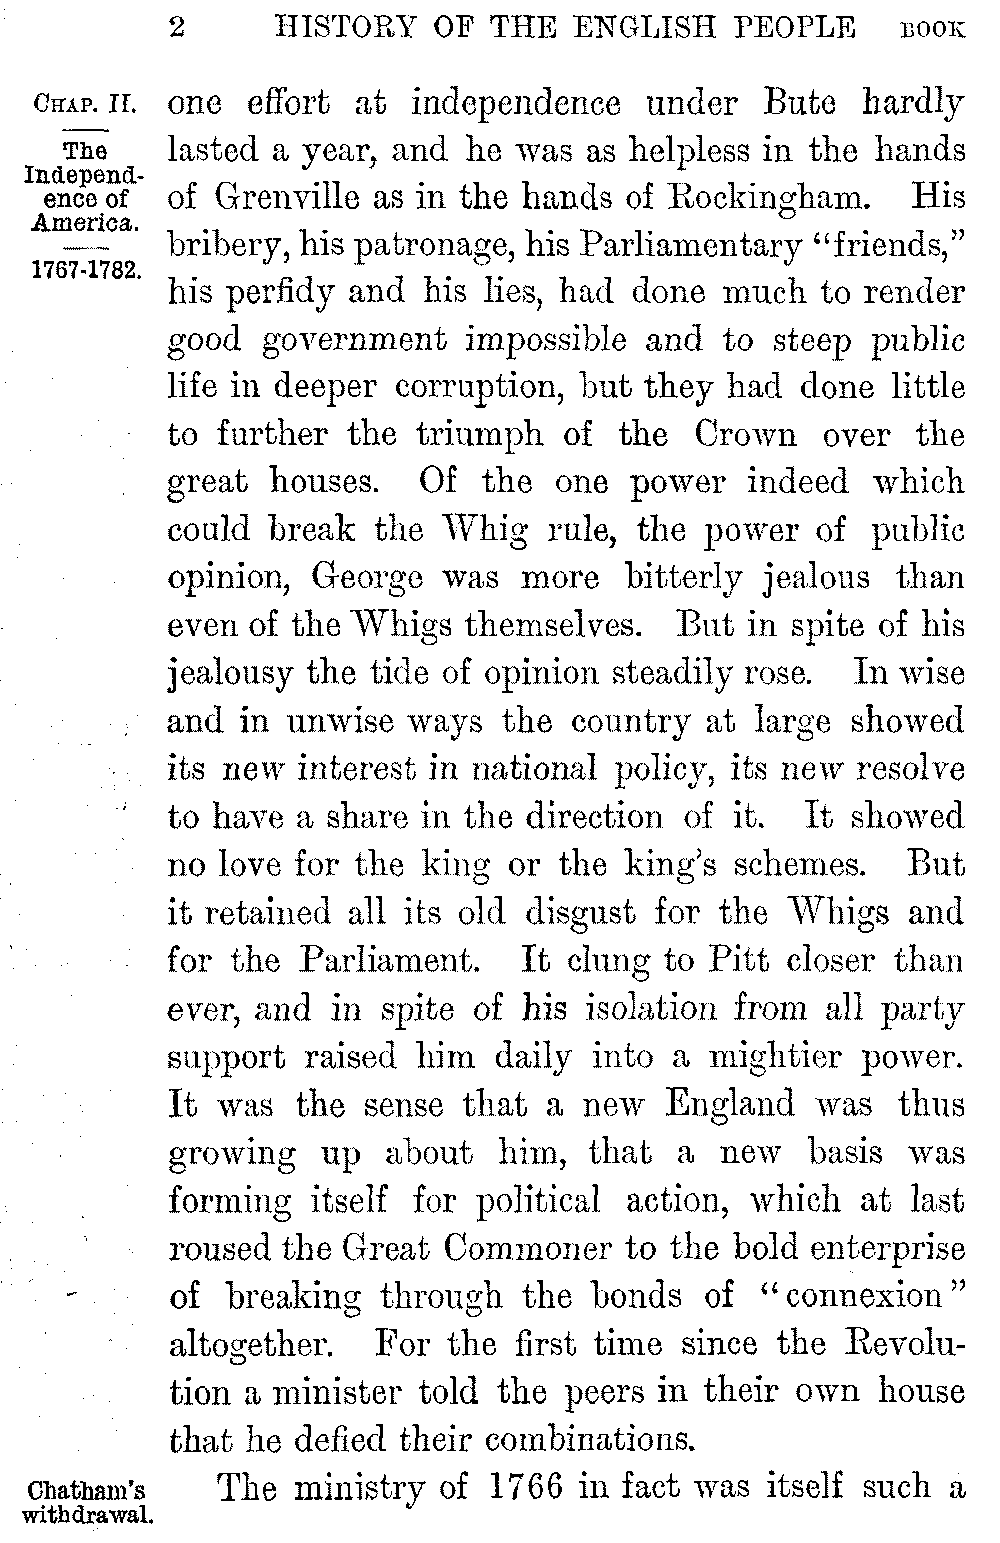 2 HISTORY OF THE ENGLISH PEOPLE BOOK
CHAP. II.
The
Independ-
ence of
America.
1767-1782.
one effort at independence under Bute hardly
lasted a year, and he was as helpless in the hands
of Grenville as in the hands of Rockingham. His
bribery, his patronage, his Parliamentary “friends,”
his perfidy and his lies, had done much to render
good government impossible and to steep public
life in deeper corruption, but they had done little
to further the triumph of the Crown over the
great houses. Of the one power indeed which
could break the Whig rule, the power of public
opinion, George was more bitterly jealous than
even of the Whigs themselves. But in spite of his
jealousy the tide of opinion steadily rose. In wise
and in unwise ways the country at large showed
its new interest in national policy, its new resolve
to have a share in the direction of it. It showed
no love for the king or the king’s schemes. But
it retained all its old disgust for the Whigs and
for the Parliament. It clung to Pitt closer than
ever, and in spite of his isolation from all party
support raised him daily into a mightier power.
It was the sense that a new England was thus
growing up about him, that a new basis was
forming itself for political action, which at last
roused the Great Commoner to the bold enterprise
of breaking through the bonds of “connexion”
altogether. For the first time since the Revolu-
tion a minister told the peers in their own house
that he defied their combinations.
Chatham’s
withdrawal.
The ministry of 1766 in fact was itself such a